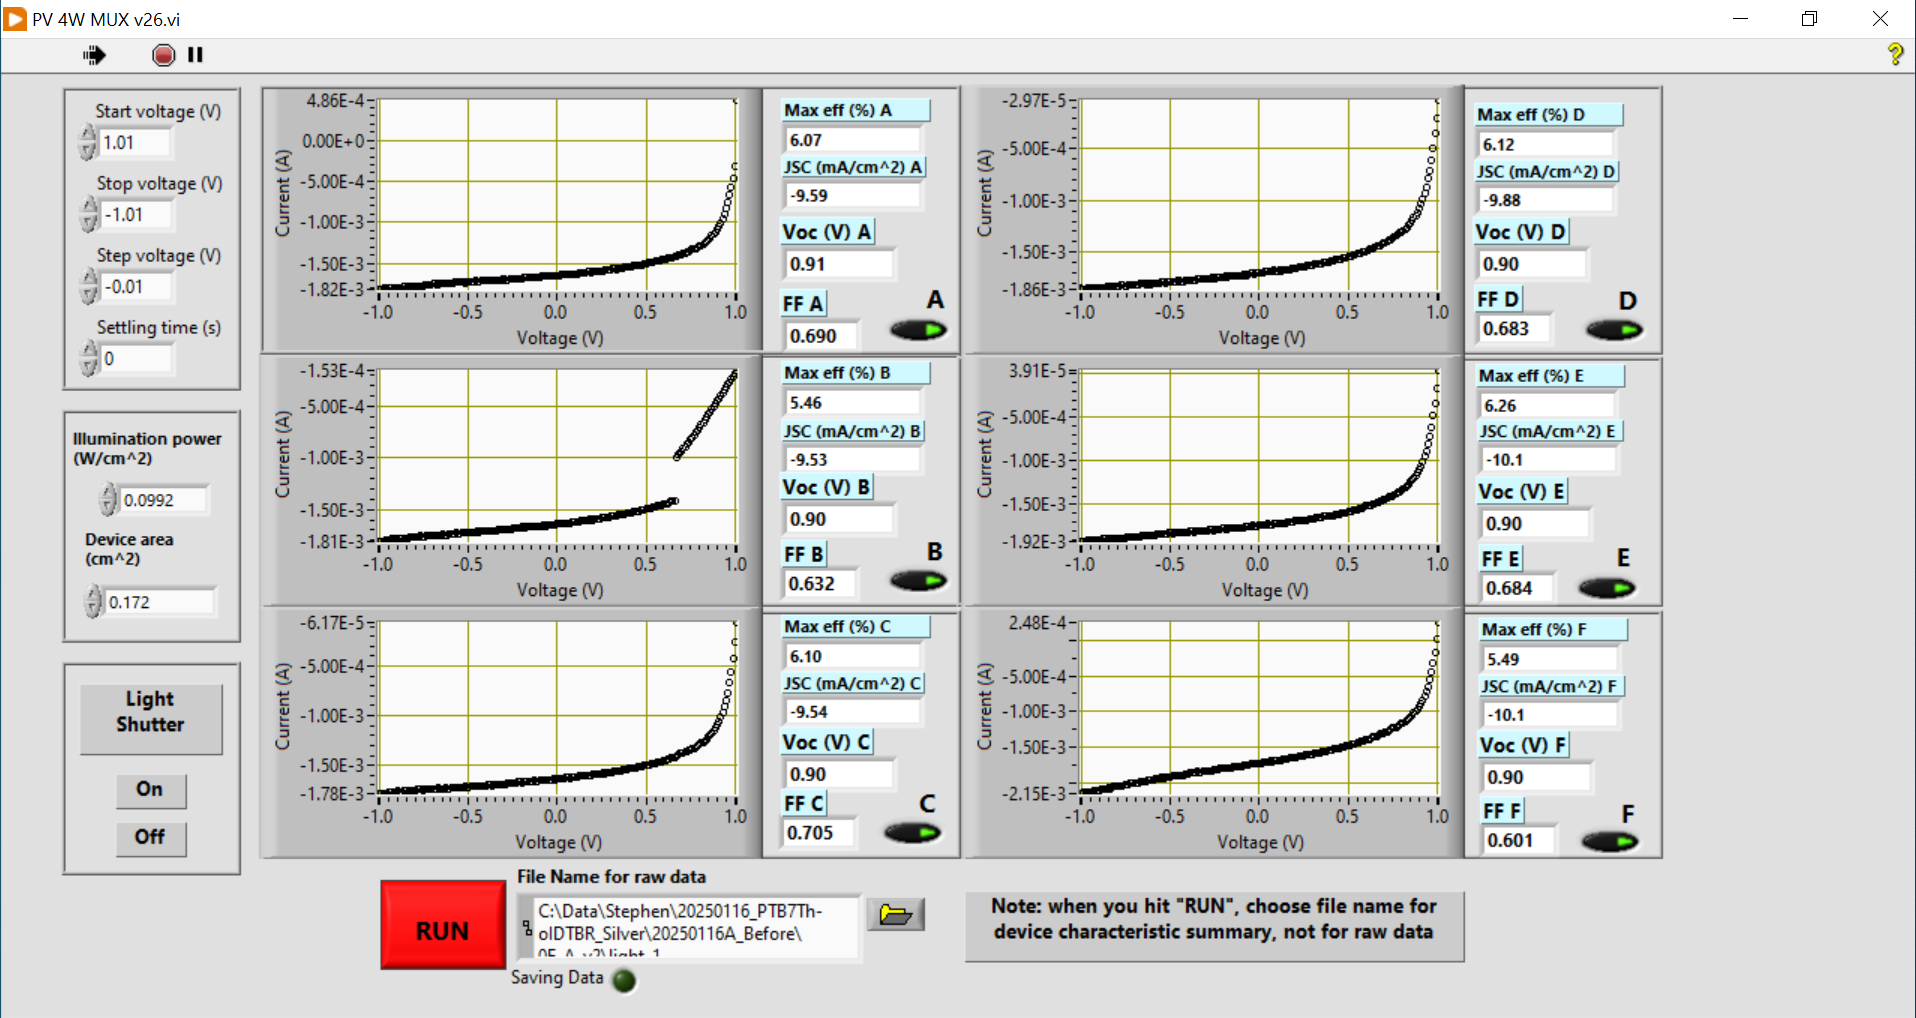 PV 4W MUX v26.vi
Start voltage (V)
1.01
Stop voltage (V)
-1.01
Step voltage (V)
-0.01
Settling time (s)
0
Illumination power
(W/cm^2)
0.0992
Device area
(cm^2)
0.172
Light
Shutter
On
Off
4.86E-4
0.00E+0
-5.00E-4
-1.00E-3
-1.50E-3
-1.82E-3
Current (A)
-1.0 -0.5 0.0 0.5 1.0
Voltage (V)
Max eff (%) A
6.07
JSC (mA/cm^2) A
-9.59
Voc (V) A
0.91
FF A
0.690
A
-2.97E-5
-5.00E-4
-1.00E-3
-1.50E-3
-1.86E-3
Current (A)
-1.0 -0.5 0.0 0.5 1.0
Voltage (V)
Max eff (%) D
6.12
JSC (mA/cm^2) D
-9.88
Voc (V) D
0.90
FF D
0.683
D
-1.53E-4
-5.00E-4
-1.00E-3
-1.50E-3
-1.81E-3
Current (A)
-1.0 -0.5 0.0 0.5 1.0
Voltage (V)
Max eff (%) B
5.46
JSC (mA/cm^2) B
-9.53
Voc (V) B
0.90
FF B
0.632
B
3.91E-5
-5.00E-4
-1.00E-3
-1.50E-3
-1.92E-3
Current (A)
-1.0 -0.5 0.0 0.5 1.0
Voltage (V)
Max eff (%) E
6.26
JSC (mA/cm^2) E
-10.1
Voc (V) E
0.90
FF E
0.684
E
-6.17E-5
-5.00E-4
-1.00E-3
-1.50E-3
-1.78E-3
Current (A)
-1.0 -0.5 0.0 0.5 1.0
Voltage (V)
Max eff (%) C
6.10
JSC (mA/cm^2) C
-9.54
Voc (V) C
0.90
FF C
0.705
C
2.48E-4
-5.00E-4
-1.00E-3
-1.50E-3
-2.15E-3
Current (A)
-1.0 -0.5 0.0 0.5 1.0
Voltage (V)
Max eff (%) F
5.49
JSC (mA/cm^2) F
-10.1
Voc (V) F
0.90
FF F
0.601
F
RUN
File Name for raw data
C:\Data\Stephen\20250116_PTB7Th-
oIDTBR_Silver\20250116A_Before\
Saving Data
Note: when you hit "RUN", choose file name for
device characteristic summary, not for raw data